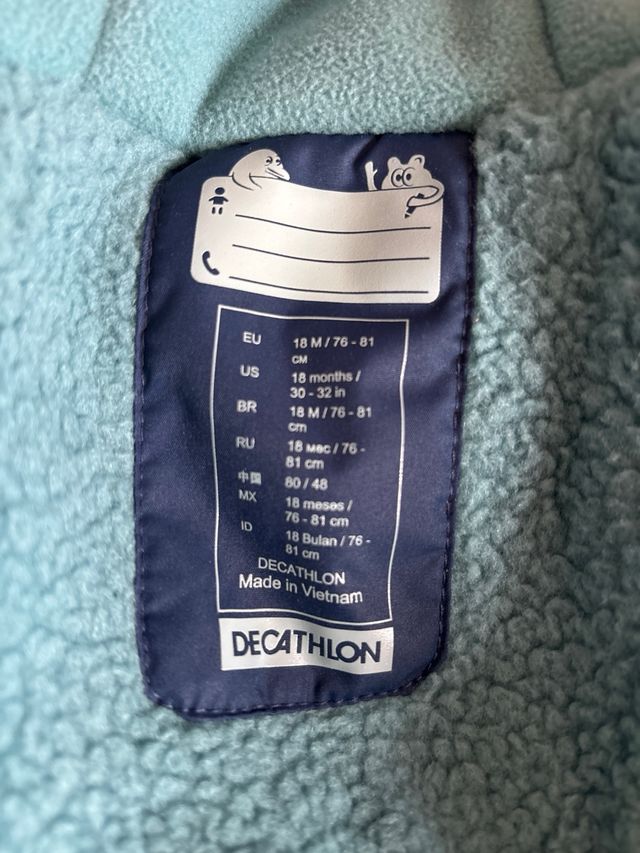 EU 18 M / 76 - 81
CM
US 18 months /
30 - 32 in
BR 18 M / 76 - 81
cm
RU 18 мес / 76 -
81 cm
中国 80 / 48
MX 18 meses /
76 - 81 cm
ID 18 Bulan / 76 -
81 cm
DECATHLON
Made in Vietnam
DECATHLON